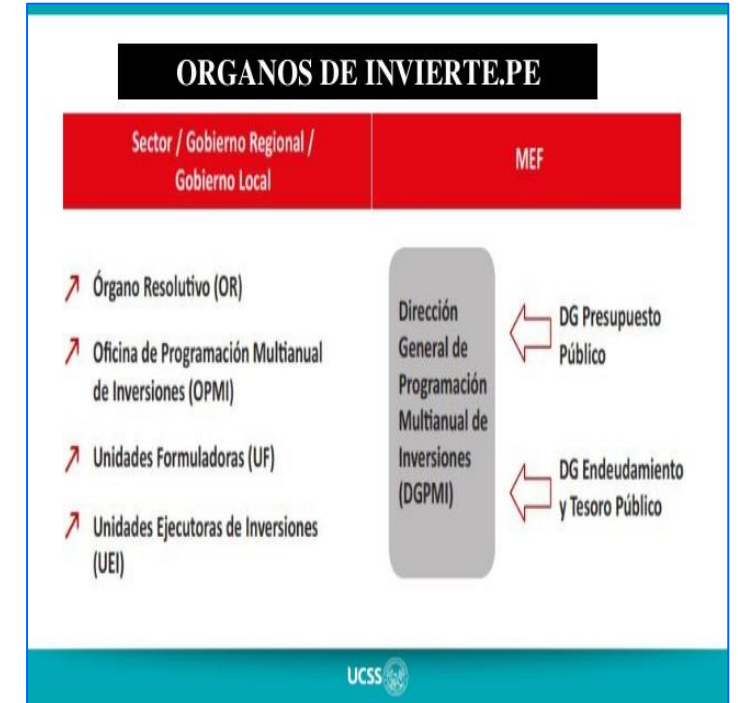 ORGANOS DE INVIERTE.PE
Sector / Gobierno Regional /
Gobierno Local
MEF
Órgano Resolutivo (OR)
Oficina de Programación Multianual
de Inversiones (OPMI)
Unidades Formuladoras (UF)
Unidades Ejecutoras de Inversiones
(UEI)
Dirección
General de
Programación
Multianual de
Inversiones
(DGPMI)
DG Presupuesto
Público
DG Endeudamiento
y Tesoro Público
UCSS